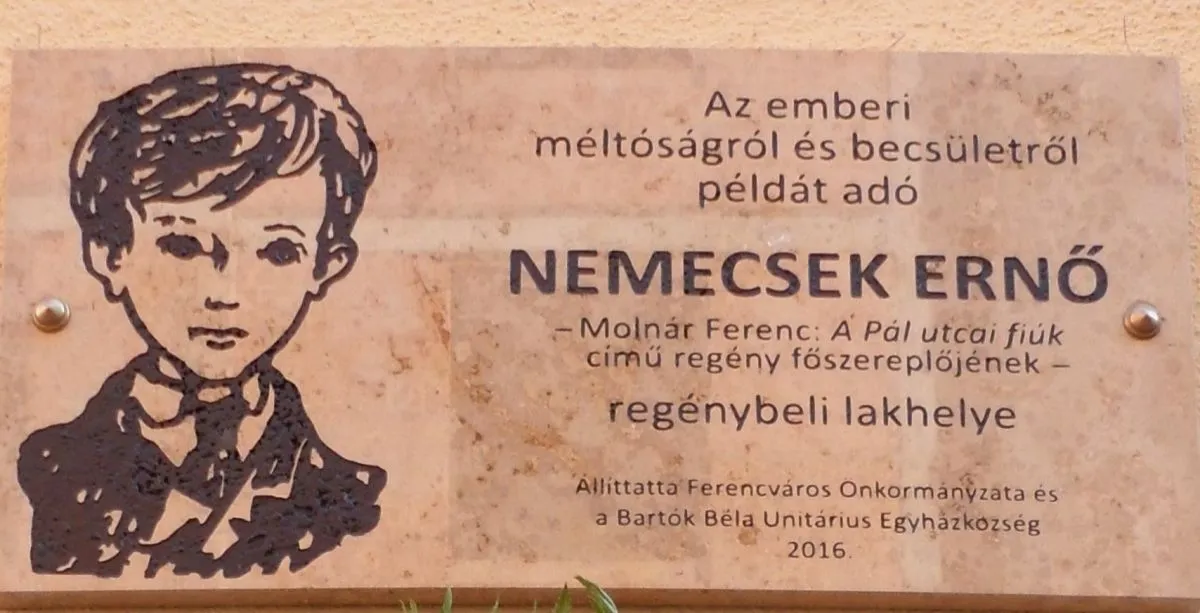 Az emberi
méltóságról és becsületről
példát adó
NEMECSEK ERNŐ
– Molnár Ferenc: A Pál utcai fiúk
című regény főszereplőjének –
regénybeli lakhelye
Állíttatta Ferencváros Önkormányzata és
a Bartók Béla Unitárius Egyházközség
2016.